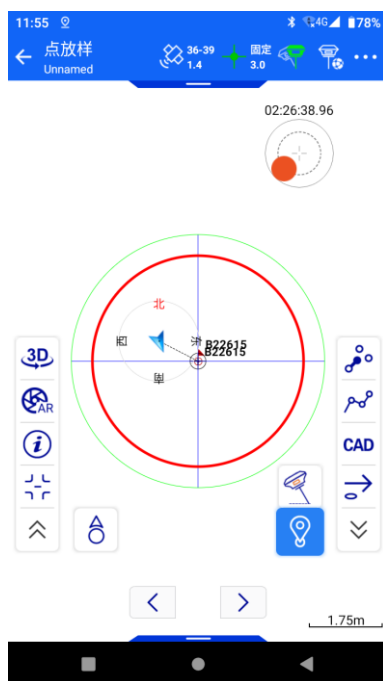 11:55 4G 78%
点放样
Unnamed
36-39
1.4
固定
3.0
02:26:38.96
北
西
东
B22615
B22615
南
3D
AR
i
CAD
1.75m